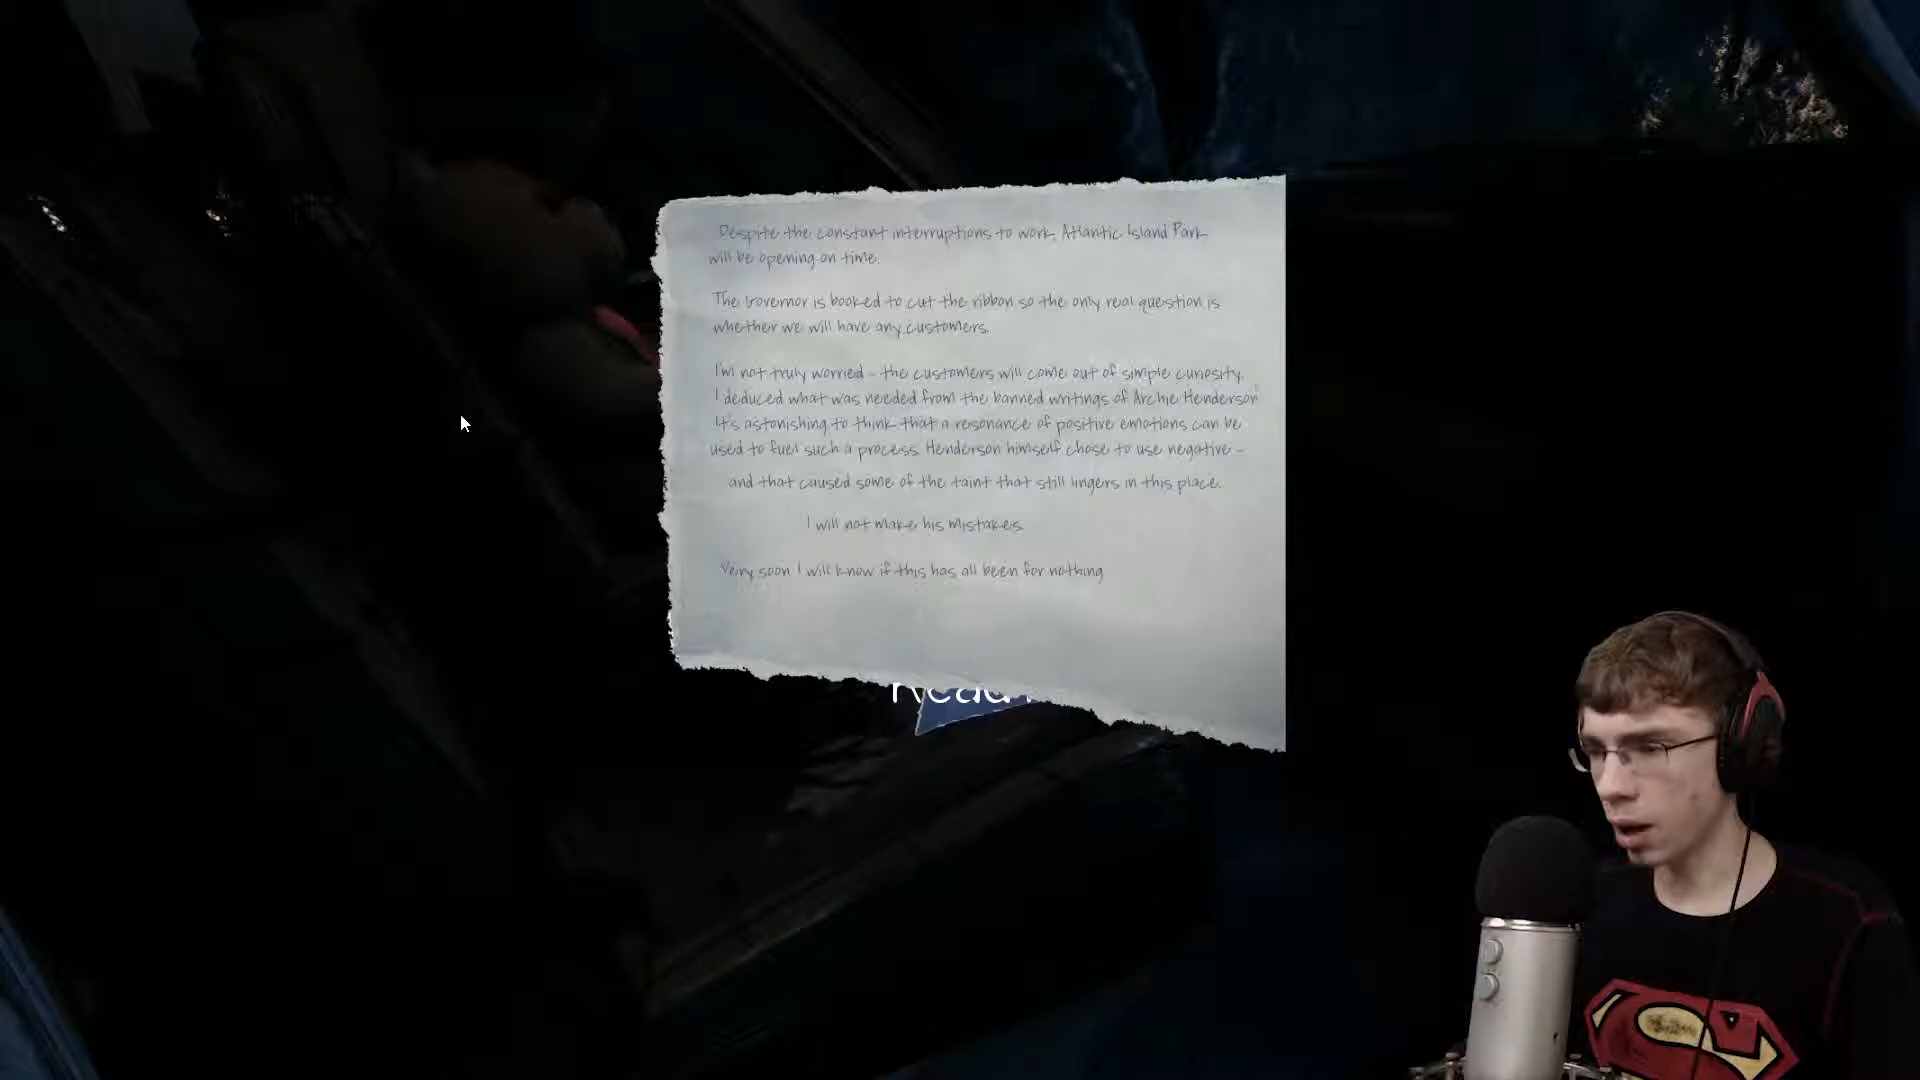 Despite the constant interruptions to work, Atlantic Island Park
will be opening on time.
The Governor is booked to cut the ribbon so the only real question is
whether we will have any customers.
I'm not truly worried - the customers will come out of simple curiosity.
I deduced what was needed from the banned writings of Archie Henderson
It's astonishing to think that a resonance of positive emotions can be
used to fuel such a process. Henderson himself chose to use negative -
and that caused some of the taint that still lingers in this place.
I will not make his mistakes
Very soon I will know if this has all been for nothing
Read
S